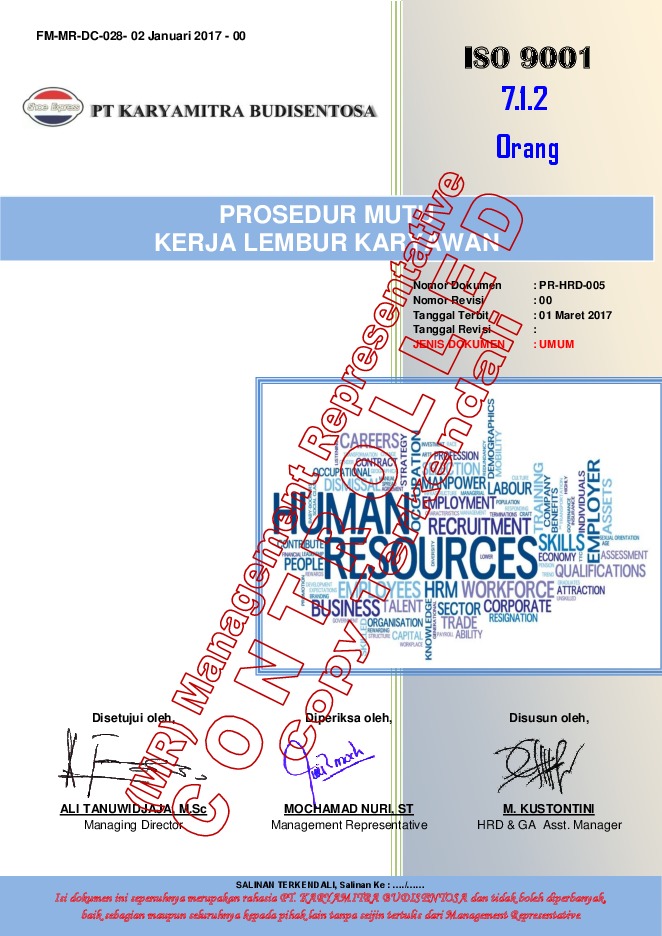 FM-MR-DC-028- 02 Januari 2017 - 00
ISO 9001
7.1.2
Orang
Shoe Express
PT KARYAMITRA BUDISENTOSA
PROSEDUR MUTU
KERJA LEMBUR KARYAWAN
Nomor Dokumen : PR-HRD-005
Nomor Revisi : 00
Tanggal Terbit : 01 Maret 2017
Tanggal Revisi :
JENIS DOKUMEN : UMUM
(MR) Management Representative
CONTROLLED
Copy Terkendali
CAREERS
STRATEGY
OCCUPATION
DEMOGRAPHICS
MOBILITY
CONTRACT
PROFESSION
OCCUPATIONAL
DISMISSAL
MANPOWER
LABOUR
EMPLOYMENT
TRAINING
COMPANY
BENEFITS
INDIVIDUALS
EMPLOYER
ASSETS
HUMAN
RECRUITMENT
SKILLS
CONTRIBUTE
RESOURCES
ECONOMY
ASSESSMENT
PEOPLE
QUALIFICATIONS
EMPLOYEES
HRM
WORKFORCE
ATTRACTION
BUSINESS
TALENT
KNOWLEDGE
SECTOR
CORPORATE
RESIGNATION
ORGANISATION
TRADE
CAPITAL
PAYROLL
ABILITY
STRUCTURE
WORKPLACE
Disetujui oleh,
Diperiksa oleh,
Disusun oleh,
ALI TANUWIDJAJA, M.Sc
MOCHAMAD NURI, ST
M. KUSTONTINI
Managing Director
Management Representative
HRD & GA Asst. Manager
SALINAN TERKENDALI, Salinan Ke : ..../......
Isi dokumen ini sepenuhnya merupakan rahasia PT. KARYAMITRA BUDISENTOSA dan tidak boleh diperbanyak,
baik sebagian maupun seluruhnya kepada pihak lain tanpa seijin tertulis dari Management Representative.